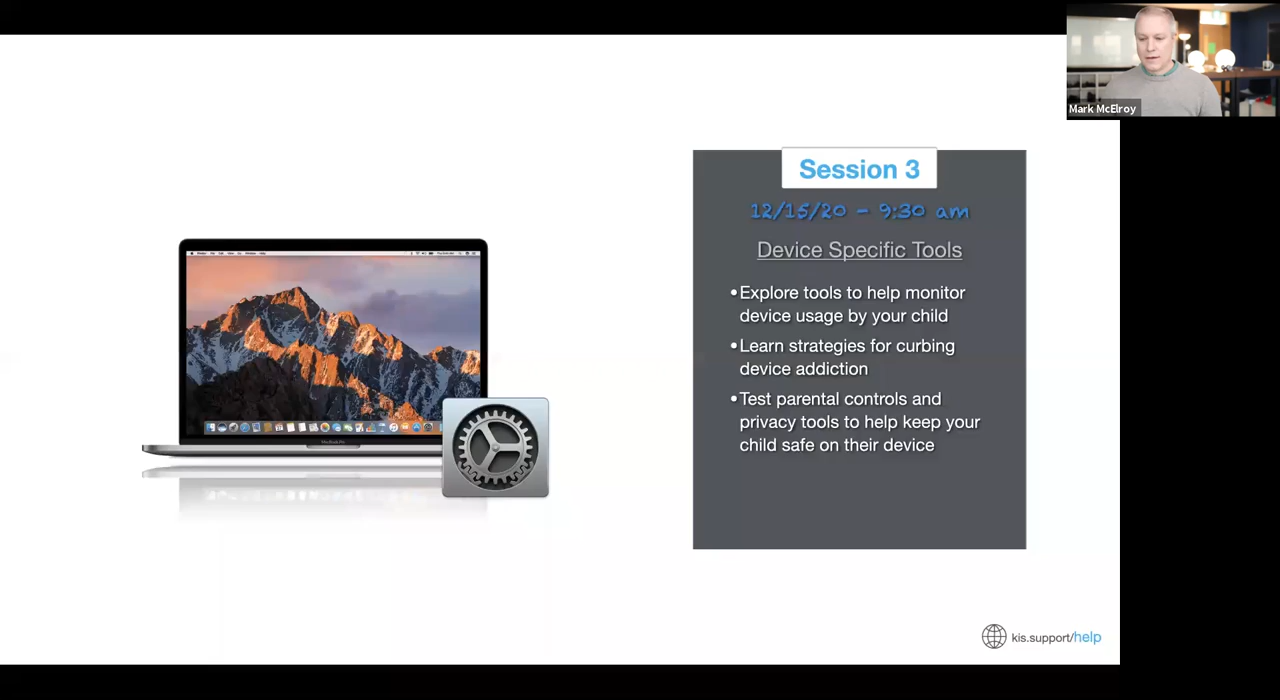 Mark McElroy
Session 3
12/15/20 - 9:30 am
Device Specific Tools
•Explore tools to help monitor
device usage by your child
•Learn strategies for curbing
device addiction
•Test parental controls and
privacy tools to help keep your
child safe on their device
kis.support/help